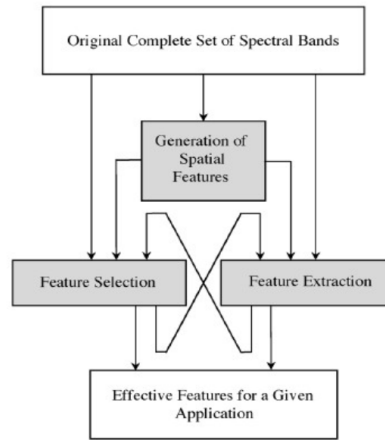 Original Complete Set of Spectral Bands
Generation of
Spatial
Features
Feature Selection
Feature Extraction
Effective Features for a Given
Application